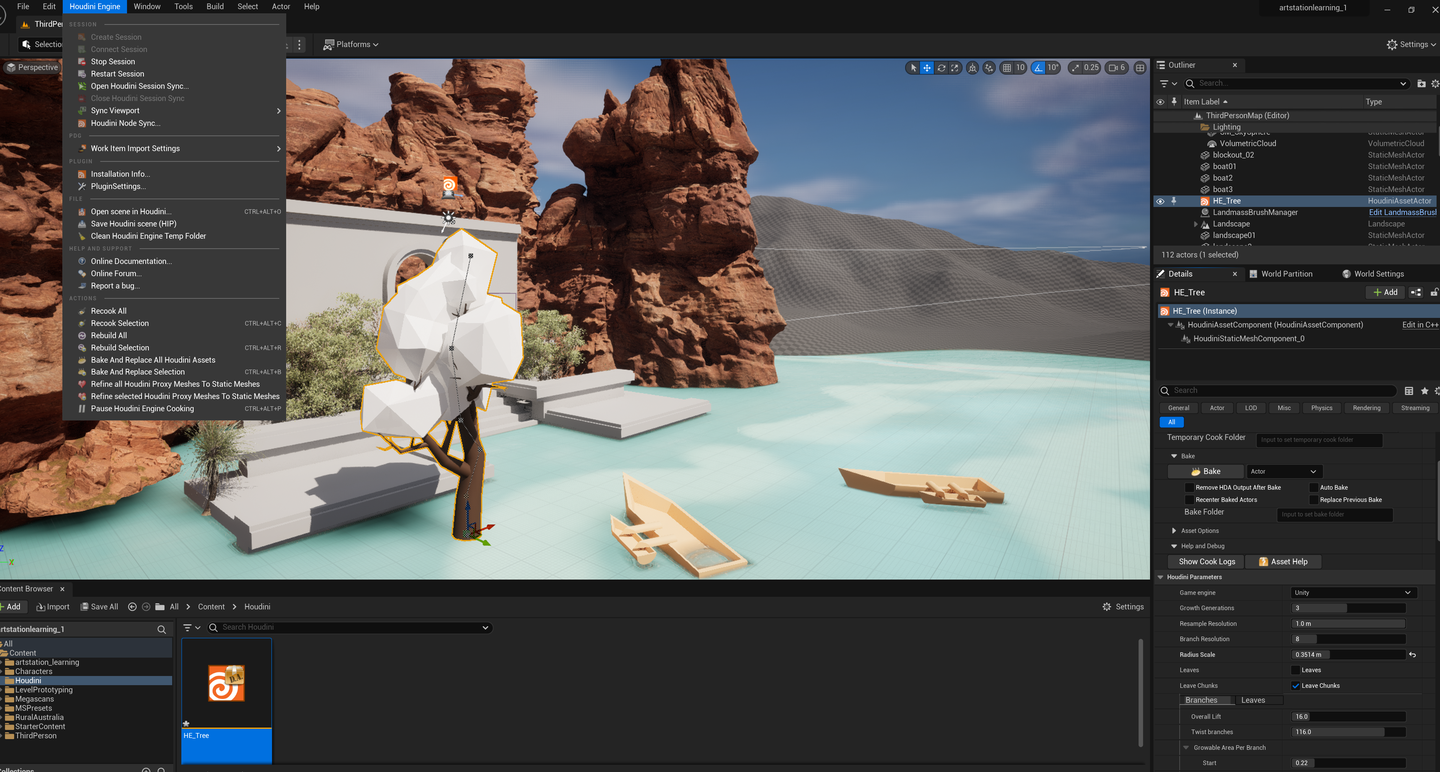 File Edit Houdini Engine Window Tools Build Select Actor Help
artstationlearning_1
ThirdPer
Selection
Platforms
Settings
SESSION
Create Session
Connect Session
Stop Session
Restart Session
Open Houdini Session Sync...
Close Houdini Session Sync
Sync Viewport
Houdini Node Sync...
PDG
Work Item Import Settings
PLUGIN
Installation Info...
PluginSettings...
FILE
Open scene in Houdini... CTRL+ALT+O
Save Houdini scene (HIP)
Clean Houdini Engine Temp Folder
HELP AND SUPPORT
Online Documentation...
Online Forum...
Report a bug...
ACTIONS
Recook All
Recook Selection CTRL+ALT+C
Rebuild All
Rebuild Selection CTRL+ALT+R
Bake And Replace All Houdini Assets
Bake And Replace Selection CTRL+ALT+B
Refine all Houdini Proxy Meshes To Static Meshes
Refine selected Houdini Proxy Meshes To Static Meshes
Pause Houdini Engine Cooking CTRL+ALT+P
Perspective
10 10° 0.25 6
Z
X
Outliner
Search...
Item Label Type
ThirdPersonMap (Editor)
Lighting
VolumetricCloud VolumetricCloud
blockout_02 StaticMeshActor
boat01 StaticMeshActor
boat2 StaticMeshActor
boat3 StaticMeshActor
HE_Tree HoudiniAssetActor
LandmassBrushManager Edit LandmassBrusl
Landscape Landscape
landscape01 StaticMeshActor
112 actors (1 selected)
Details World Partition World Settings
HE_Tree
Add
HE_Tree (Instance)
HoudiniAssetComponent (HoudiniAssetComponent) Edit in C++
HoudiniStaticMeshComponent_0
Search
General Actor LOD Misc Physics Rendering Streaming
All
Temporary Cook Folder Input to set temporary cook folder
Bake
Bake Actor
Remove HDA Output After Bake Auto Bake
Recenter Baked Actors Replace Previous Bake
Bake Folder Input to set bake folder
Asset Options
Help and Debug
Show Cook Logs Asset Help
Houdini Parameters
Game engine Unity
Growth Generations 3
Resample Resolution 1.0 m
Branch Resolution 8
Radius Scale 0.3514 m
Leaves Leaves
Leave Chunks Leave Chunks
Branches Leaves
Overall Lift 16.0
Twist branches 116.0
Growable Area Per Branch
Start 0.22
Content Browser
Add Import Save All All Content Houdini Settings
artstationlearning_1
Search Houdini
All
Content
artstation_learning
Characters
Houdini
LevelPrototyping
Megascans
MSPresets
RuralAustralia
StarterContent
ThirdPerson
HE_Tree
Collections